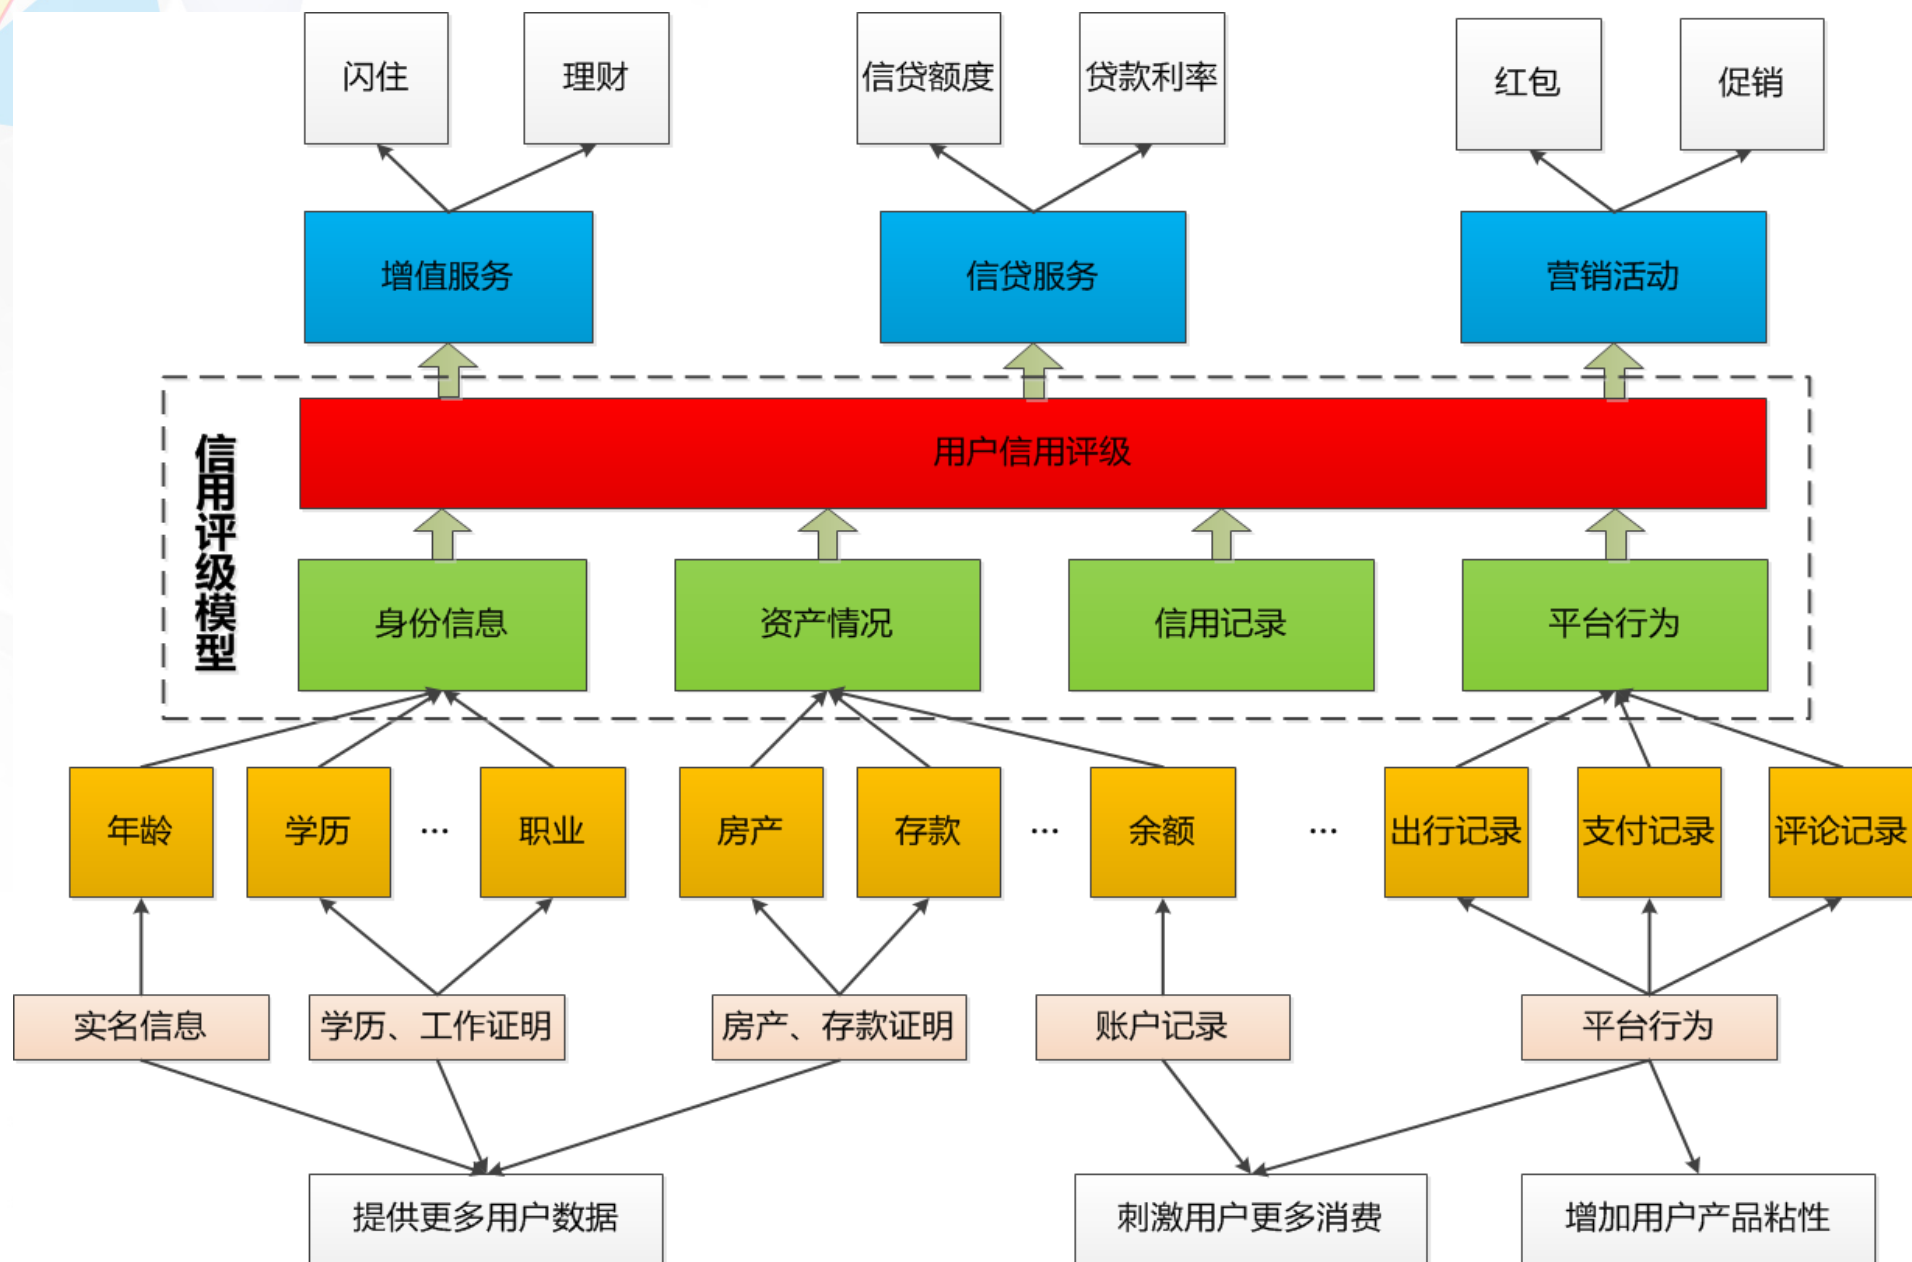 闪住
理财
信贷额度
贷款利率
红包
促销
增值服务
信贷服务
营销活动
信用评级模型
用户信用评级
身份信息
资产情况
信用记录
平台行为
年龄
学历
...
职业
房产
存款
...
余额
...
出行记录
支付记录
评论记录
实名信息
学历、工作证明
房产、存款证明
账户记录
平台行为
提供更多用户数据
刺激用户更多消费
增加用户产品粘性